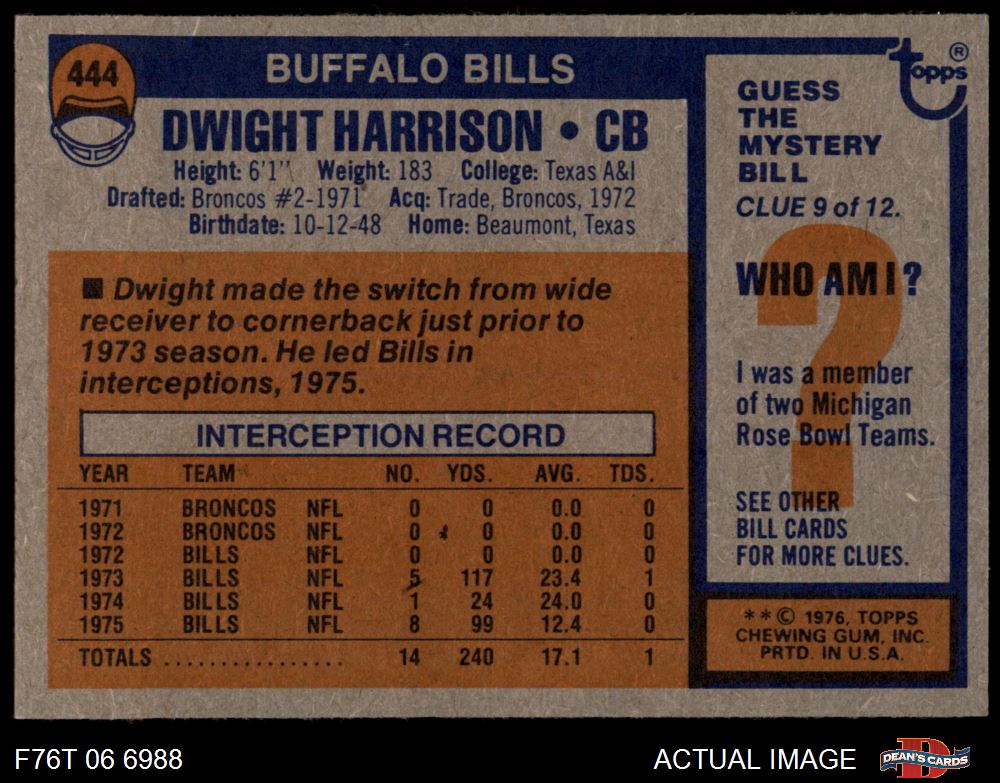 444
BUFFALO BILLS
DWIGHT HARRISON • CB
Height: 6'1" Weight: 183 College: Texas A&I
Drafted: Broncos #2-1971 Acq: Trade, Broncos, 1972
Birthdate: 10-12-48 Home: Beaumont, Texas
■ Dwight made the switch from wide
receiver to cornerback just prior to
1973 season. He led Bills in
interceptions, 1975.
INTERCEPTION RECORD
YEAR TEAM NO. YDS. AVG. TDS.
1971 BRONCOS NFL 0 0 0.0 0
1972 BRONCOS NFL 0 0 0.0 0
1972 BILLS NFL 0 0 0.0 0
1973 BILLS NFL 5 117 23.4 1
1974 BILLS NFL 1 24 24.0 0
1975 BILLS NFL 8 99 12.4 0
TOTALS ................ 14 240 17.1 1
Topps ®
GUESS
THE
MYSTERY
BILL
CLUE 9 of 12.
?
WHO AM I?
I was a member
of two Michigan
Rose Bowl Teams.
SEE OTHER
BILL CARDS
FOR MORE CLUES.
**© 1976, TOPPS
CHEWING GUM, INC.
PRTD. IN U.S.A.
F76T 06 6988
ACTUAL IMAGE
D
DEAN'S CARDS